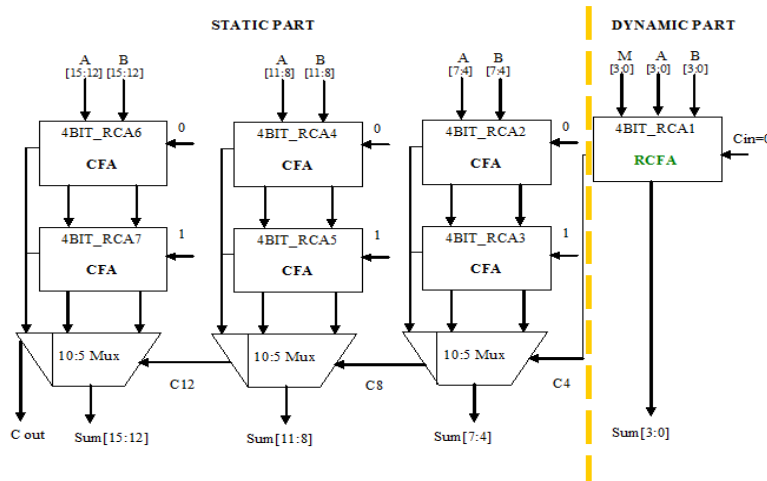 STATIC PART
DYNAMIC PART
A B
[15:12] [15:12]
A B
[11:8] [11:8]
A B
[7:4] [7:4]
M A B
[3:0] [3:0] [3:0]
4BIT_RCA6
CFA
0
4BIT_RCA4
CFA
0
4BIT_RCA2
CFA
0
4BIT_RCA1
RCFA
Cin=0
4BIT_RCA7
CFA
1
4BIT_RCA5
CFA
1
4BIT_RCA3
CFA
1
10:5 Mux
10:5 Mux
10:5 Mux
C12
C8
C4
C out
Sum[15:12]
Sum[11:8]
Sum[7:4]
Sum[3:0]